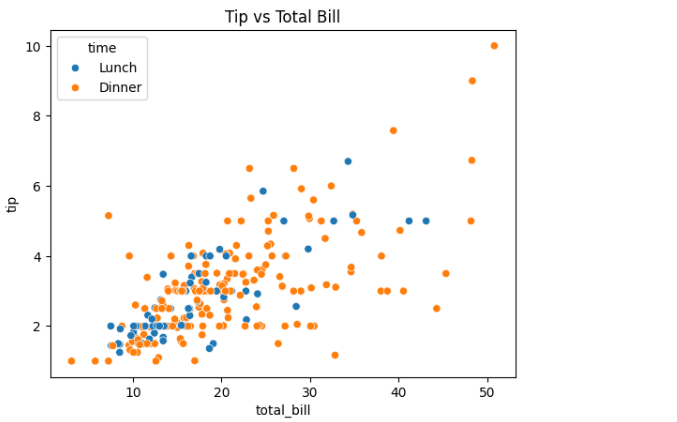 Tip vs Total Bill
10
time
Lunch
Dinner
8
6
tip
4
2
10 20 30 40 50
total_bill